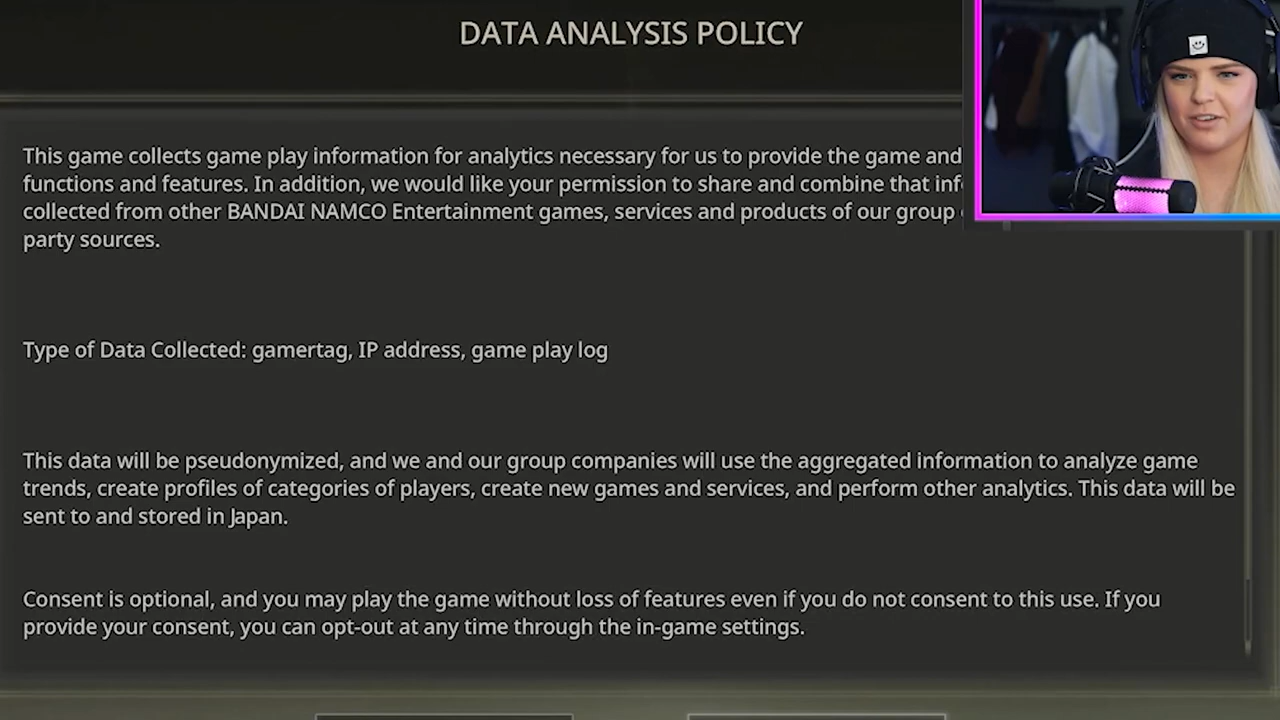 DATA ANALYSIS POLICY
This game collects game play information for analytics necessary for us to provide the game and
functions and features. In addition, we would like your permission to share and combine that
collected from other BANDAI NAMCO Entertainment games, services and products of our group
party sources.
Type of Data Collected: gamertag, IP address, game play log
This data will be pseudonymized, and we and our group companies will use the aggregated information to analyze game
trends, create profiles of categories of players, create new games and services, and perform other analytics. This data will be
sent to and stored in Japan.
Consent is optional, and you may play the game without loss of features even if you do not consent to this use. If you
provide your consent, you can opt-out at any time through the in-game settings.